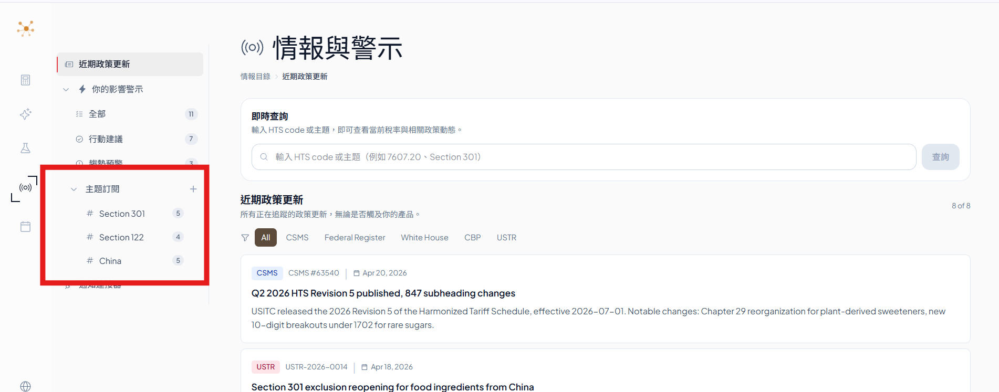 情報與警示
情報目錄 > 近期政策更新
近期政策更新
你的影響警示
全部 11
行動建議 7
趨勢預警 3
主題訂閱 +
# Section 301 5
# Section 122 4
# China 5
通知連接器
即時查詢
輸入 HTS code 或主題，即可查看當前稅率與相關政策動態。
輸入 HTS code 或主題（例如 7607.20、Section 301）
查詢
近期政策更新
8 of 8
所有正在追蹤的政策更新，無論是否觸及你的產品。
All CSMS Federal Register White House CBP USTR
CSMS CSMS #63540 Apr 20, 2026
Q2 2026 HTS Revision 5 published, 847 subheading changes
USITC released the 2026 Revision 5 of the Harmonized Tariff Schedule, effective 2026-07-01. Notable changes: Chapter 29 reorganization for plant-derived sweeteners, new
10-digit breakouts under 1702 for rare sugars.
USTR USTR-2026-0014 Apr 18, 2026
Section 301 exclusion reopening for food ingredients from China